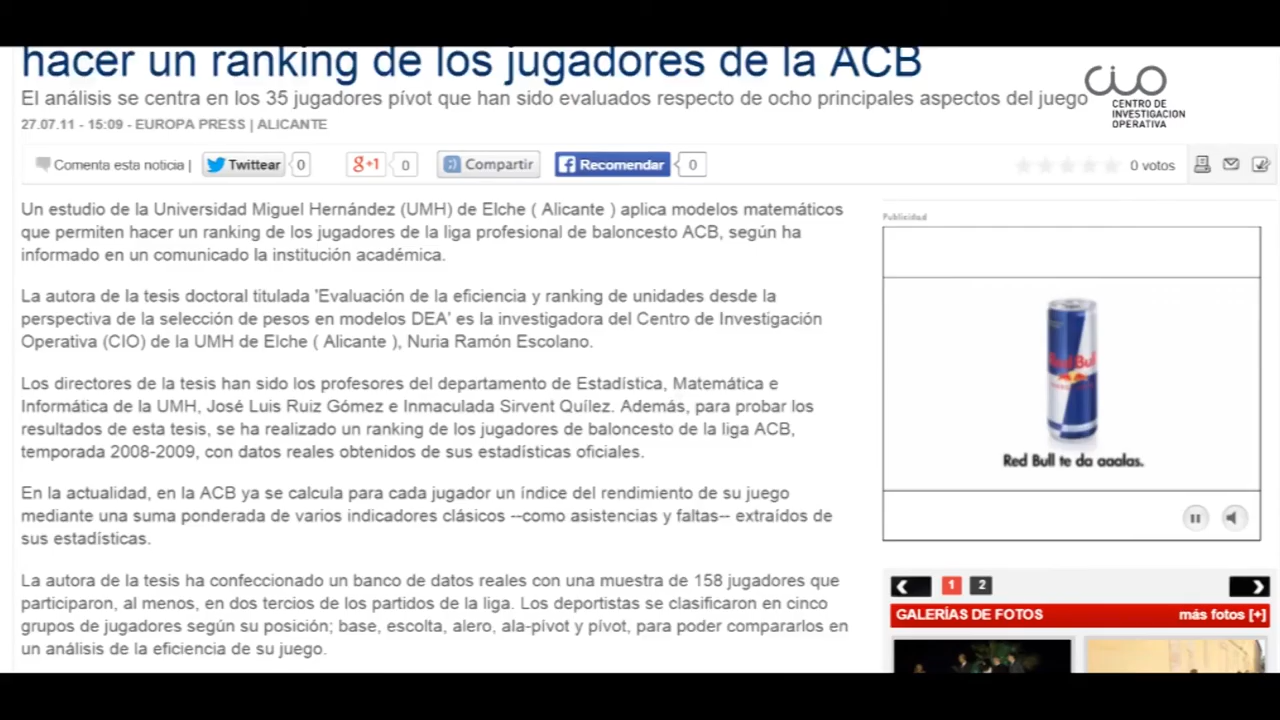 hacer un ranking de los jugadores de la ACB
El análisis se centra en los 35 jugadores pívot que han sido evaluados respecto de ocho principales aspectos del juego
27.07.11 - 15:09 - EUROPA PRESS | ALICANTE
CIO
CENTRO DE
INVESTIGACION
OPERATIVA
Comenta esta noticia | Twittear 0 g+1 0 Compartir Recomendar 0 0 votos
Un estudio de la Universidad Miguel Hernández (UMH) de Elche ( Alicante ) aplica modelos matemáticos
que permiten hacer un ranking de los jugadores de la liga profesional de baloncesto ACB, según ha
informado en un comunicado la institución académica.
La autora de la tesis doctoral titulada 'Evaluación de la eficiencia y ranking de unidades desde la
perspectiva de la selección de pesos en modelos DEA' es la investigadora del Centro de Investigación
Operativa (CIO) de la UMH de Elche ( Alicante ), Nuria Ramón Escolano.
Los directores de la tesis han sido los profesores del departamento de Estadística, Matemática e
Informática de la UMH, José Luis Ruiz Gómez e Inmaculada Sirvent Quílez. Además, para probar los
resultados de esta tesis, se ha realizado un ranking de los jugadores de baloncesto de la liga ACB,
temporada 2008-2009, con datos reales obtenidos de sus estadísticas oficiales.
En la actualidad, en la ACB ya se calcula para cada jugador un índice del rendimiento de su juego
mediante una suma ponderada de varios indicadores clásicos --como asistencias y faltas-- extraídos de
sus estadísticas.
La autora de la tesis ha confeccionado un banco de datos reales con una muestra de 158 jugadores que
participaron, al menos, en dos tercios de los partidos de la liga. Los deportistas se clasificaron en cinco
grupos de jugadores según su posición; base, escolta, alero, ala-pívot y pívot, para poder compararlos en
un análisis de la eficiencia de su juego.
Publicidad
Red Bull
Red Bull te da aaalas.
1 2
GALERÍAS DE FOTOS más fotos [+]